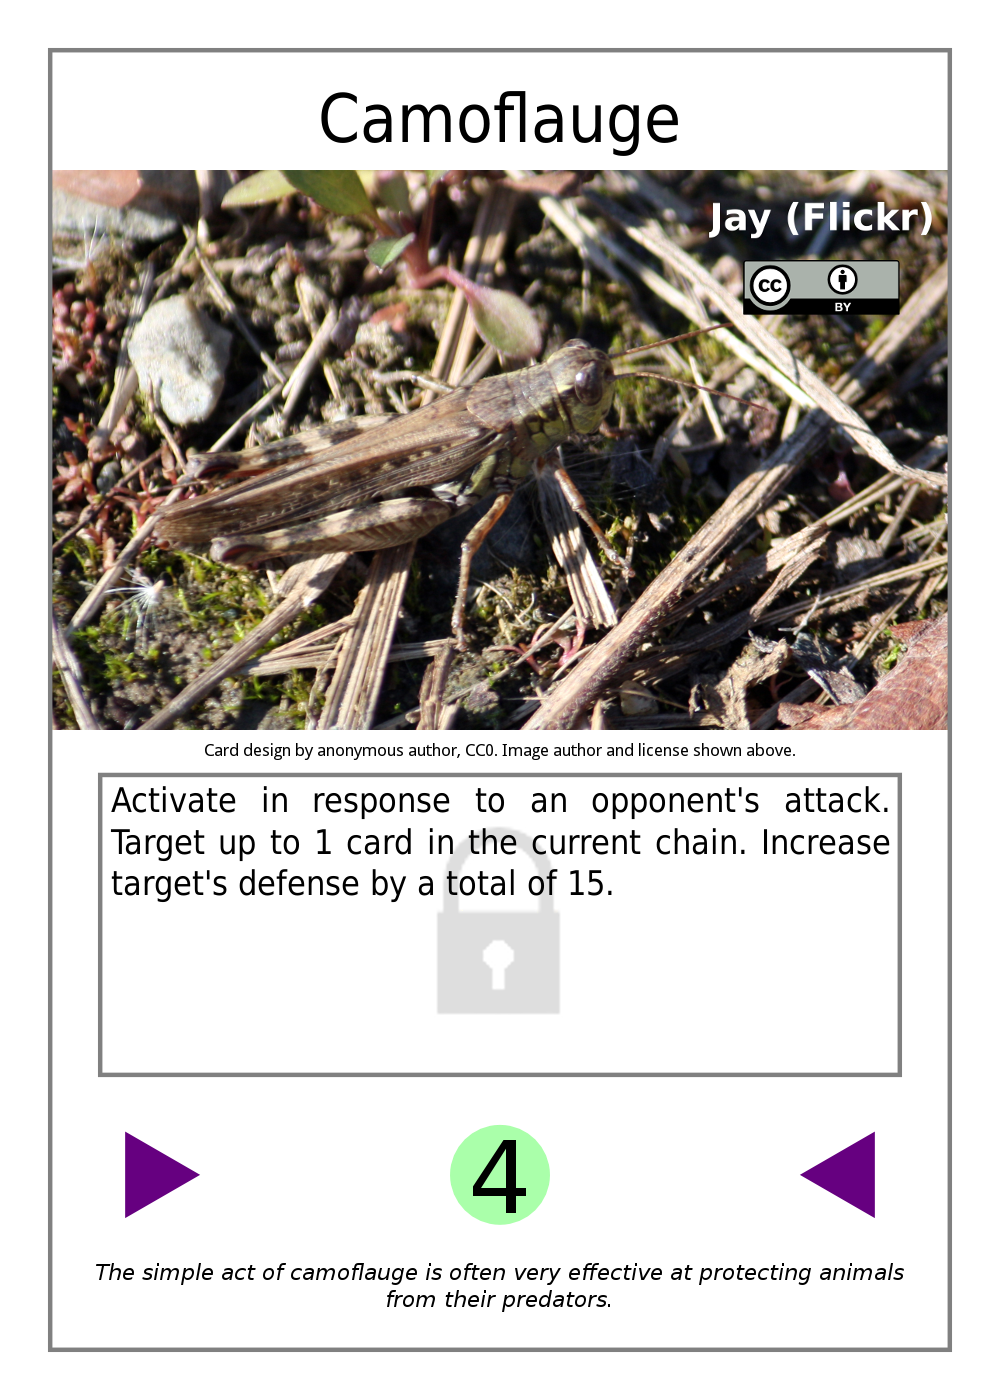 Camoflauge
Jay (Flickr)
cc
BY
Card design by anonymous author, CC0. Image author and license shown above.
Activate in response to an opponent's attack.
Target up to 1 card in the current chain. Increase
target's defense by a total of 15.
4
The simple act of camoflauge is often very effective at protecting animals
from their predators.